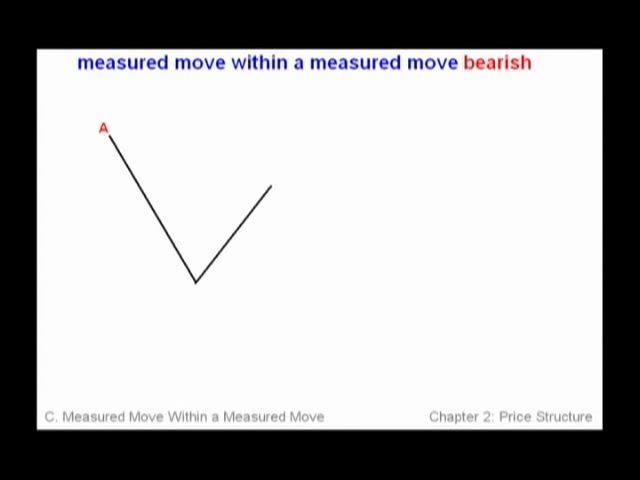 measured move within a measured move bearish
A
C. Measured Move Within a Measured Move
Chapter 2: Price Structure